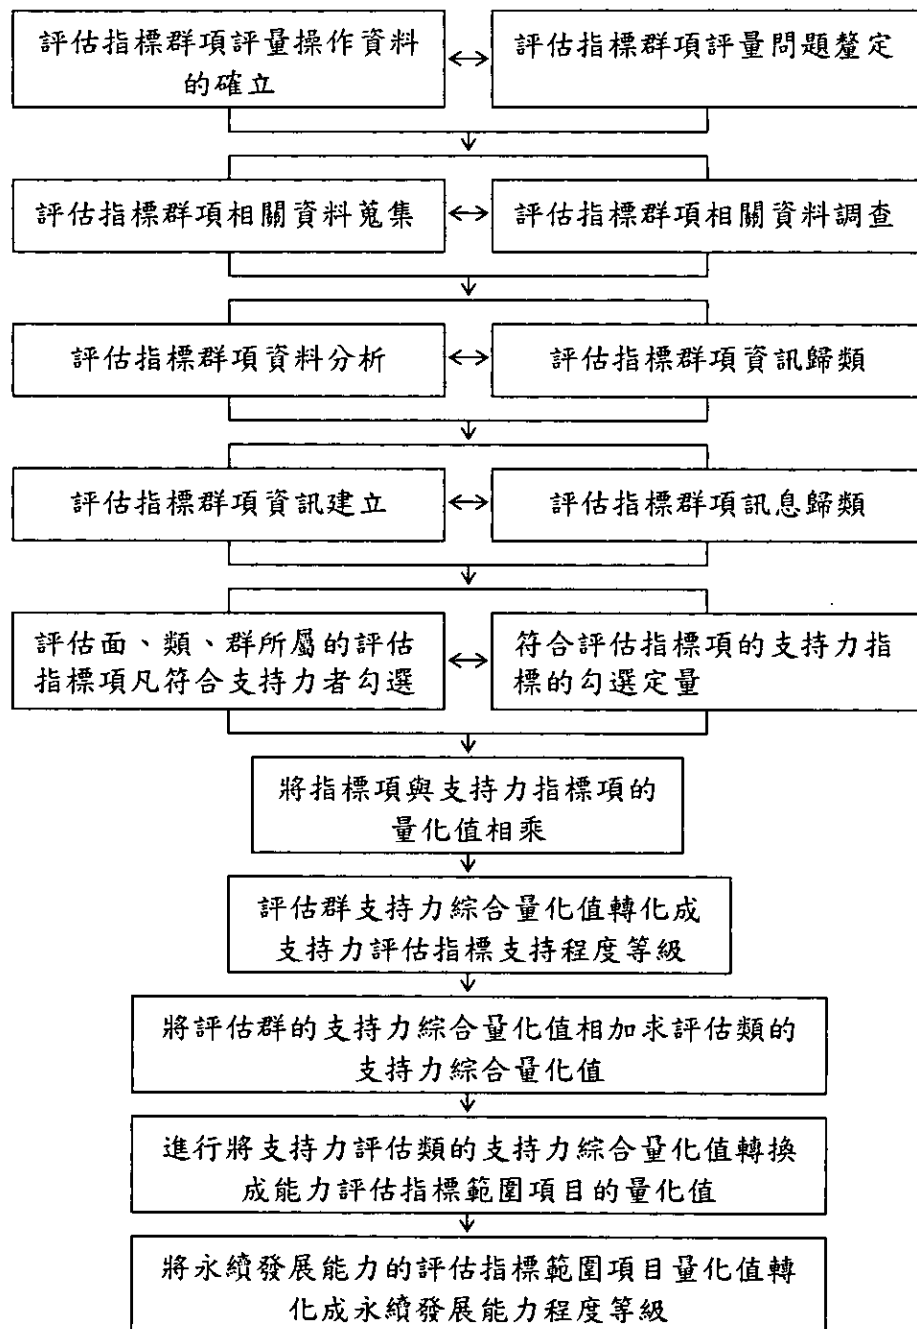 評估指標群項評量操作資料
的確立
評估指標群項評量問題釐定
評估指標群項相關資料蒐集
評估指標群項相關資料調查
評估指標群項資料分析
評估指標群項資訊歸類
評估指標群項資訊建立
評估指標群項訊息歸類
評估面、類、群所屬的評估
指標項凡符合支持力者勾選
符合評估指標項的支持力指
標的勾選定量
將指標項與支持力指標項的
量化值相乘
評估群支持力綜合量化值轉化成
支持力評估指標支持程度等級
將評估群的支持力綜合量化值相加求評估類的
支持力綜合量化值
進行將支持力評估類的支持力綜合量化值轉換
成能力評估指標範圍項目的量化值
將永續發展能力的評估指標範圍項目量化值轉
化成永續發展能力程度等級